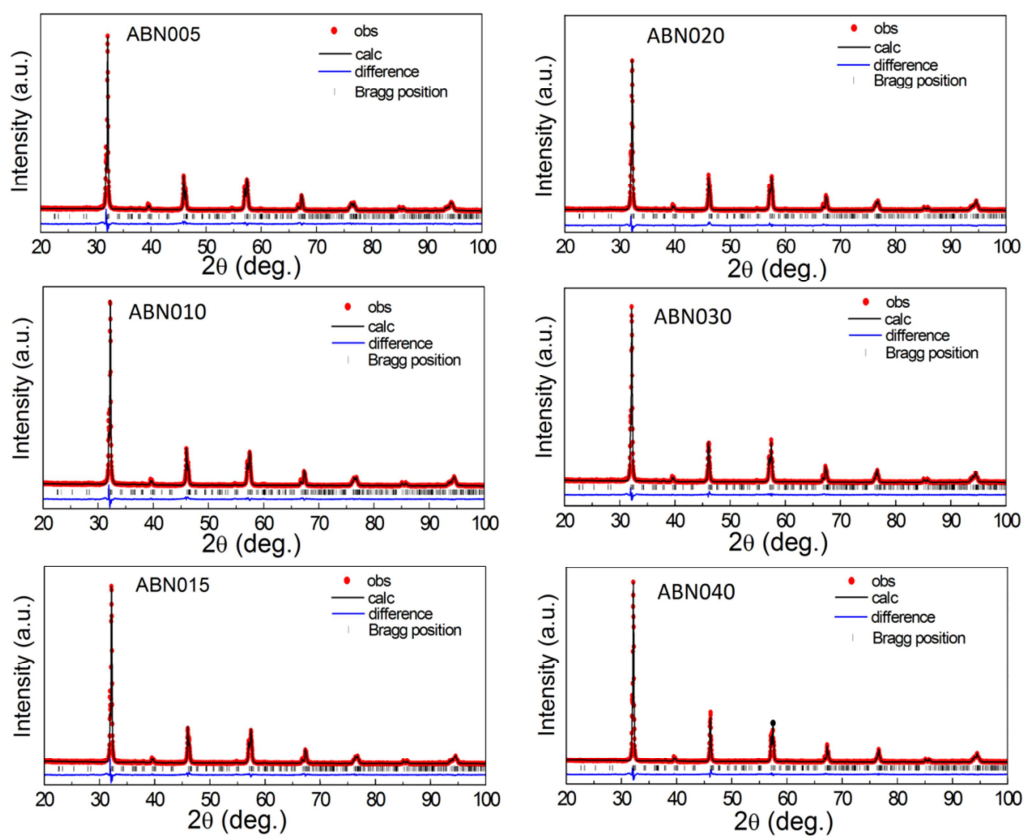 ABN005
obs
calc
difference
Bragg position
Intensity (a.u.)
20 30 40 50 60 70 80 90 100
2θ (deg.)
ABN020
obs
calc
difference
Bragg position
Intensity (a.u.)
20 30 40 50 60 70 80 90 100
2θ (deg.)
ABN010
obs
calc
difference
Bragg position
Intensity (a.u.)
20 30 40 50 60 70 80 90 100
2θ (deg.)
ABN030
obs
calc
difference
Bragg position
Intensity (a.u.)
20 30 40 50 60 70 80 90 100
2θ (deg.)
ABN015
obs
calc
difference
Bragg position
Intensity (a.u.)
20 30 40 50 60 70 80 90 100
2θ (deg.)
ABN040
obs
calc
difference
Bragg position
Intensity (a.u.)
20 30 40 50 60 70 80 90 100
2θ (deg.)